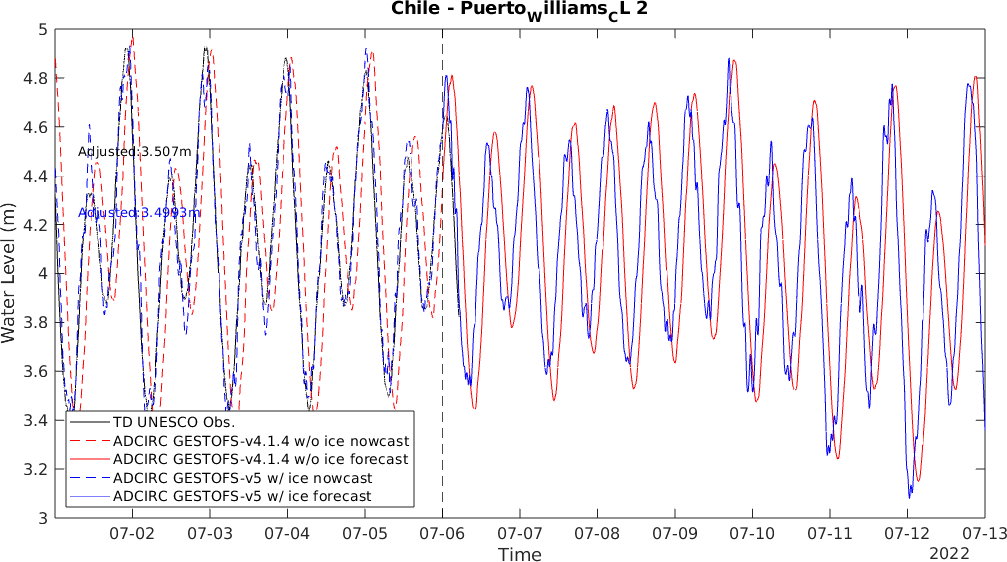 Chile - Puerto_Williams_CL 2
5
4.8
4.6
4.4
4.2
4
3.8
3.6
3.4
3.2
3
Water Level (m)
Adjusted:3.507m
Adjusted:3.4993m
TD UNESCO Obs.
ADCIRC GESTOFS-v4.1.4 w/o ice nowcast
ADCIRC GESTOFS-v4.1.4 w/o ice forecast
ADCIRC GESTOFS-v5 w/ ice nowcast
ADCIRC GESTOFS-v5 w/ ice forecast
07-02 07-03 07-04 07-05 07-06 07-07 07-08 07-09 07-10 07-11 07-12 07-13
Time
2022